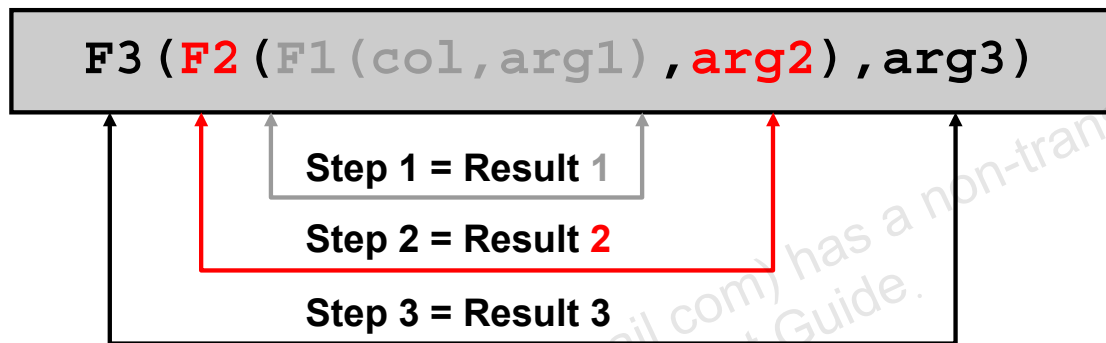 F3(F2(F1(col,arg1),arg2),arg3)
Step 1 = Result 1
Step 2 = Result 2
Step 3 = Result 3
com) has a non-tran
Guide.